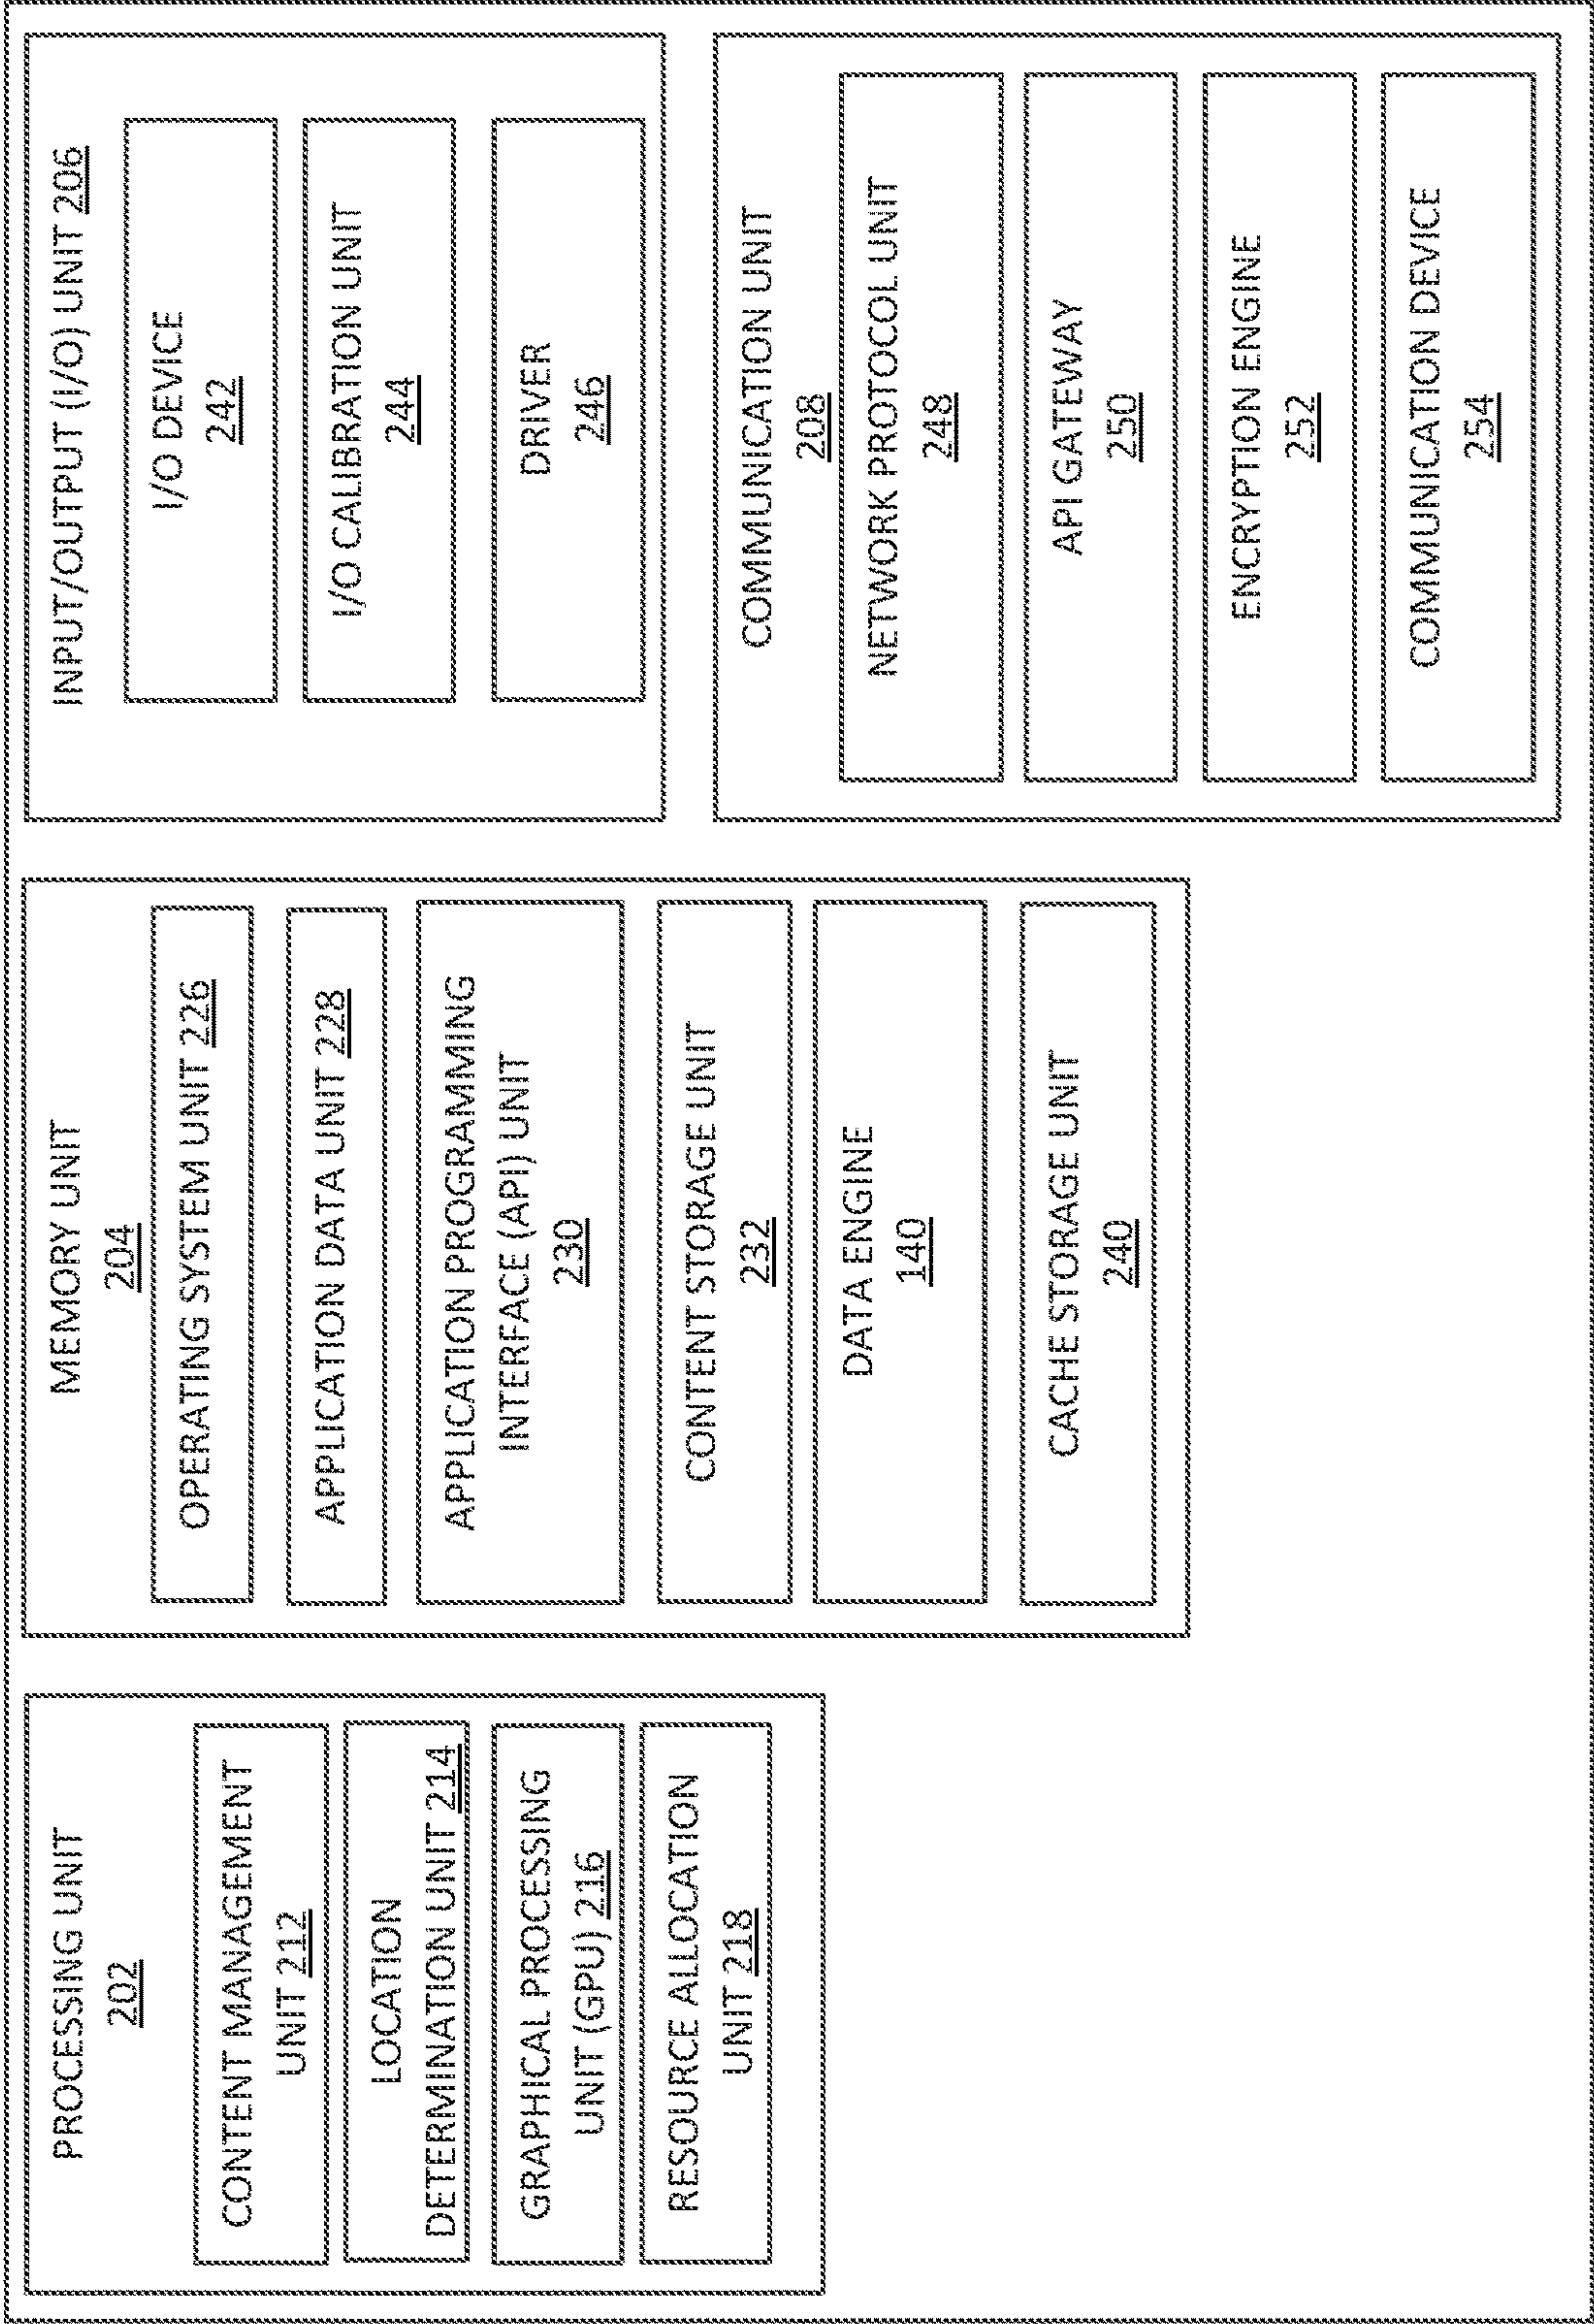 PROCESSING UNIT
202
CONTENT MANAGEMENT
UNIT 212
LOCATION
DETERMINATION UNIT 214
GRAPHICAL PROCESSING
UNIT (GPU) 216
RESOURCE ALLOCATION
UNIT 218
MEMORY UNIT
204
OPERATING SYSTEM UNIT 226
APPLICATION DATA UNIT 228
APPLICATION PROGRAMMING
INTERFACE (API) UNIT
230
CONTENT STORAGE UNIT
232
DATA ENGINE
140
CACHE STORAGE UNIT
240
INPUT/OUTPUT (I/O) UNIT 206
I/O DEVICE
242
I/O CALIBRATION UNIT
244
DRIVER
246
COMMUNICATION UNIT
208
NETWORK PROTOCOL UNIT
248
API GATEWAY
250
ENCRYPTION ENGINE
252
COMMUNICATION DEVICE
254